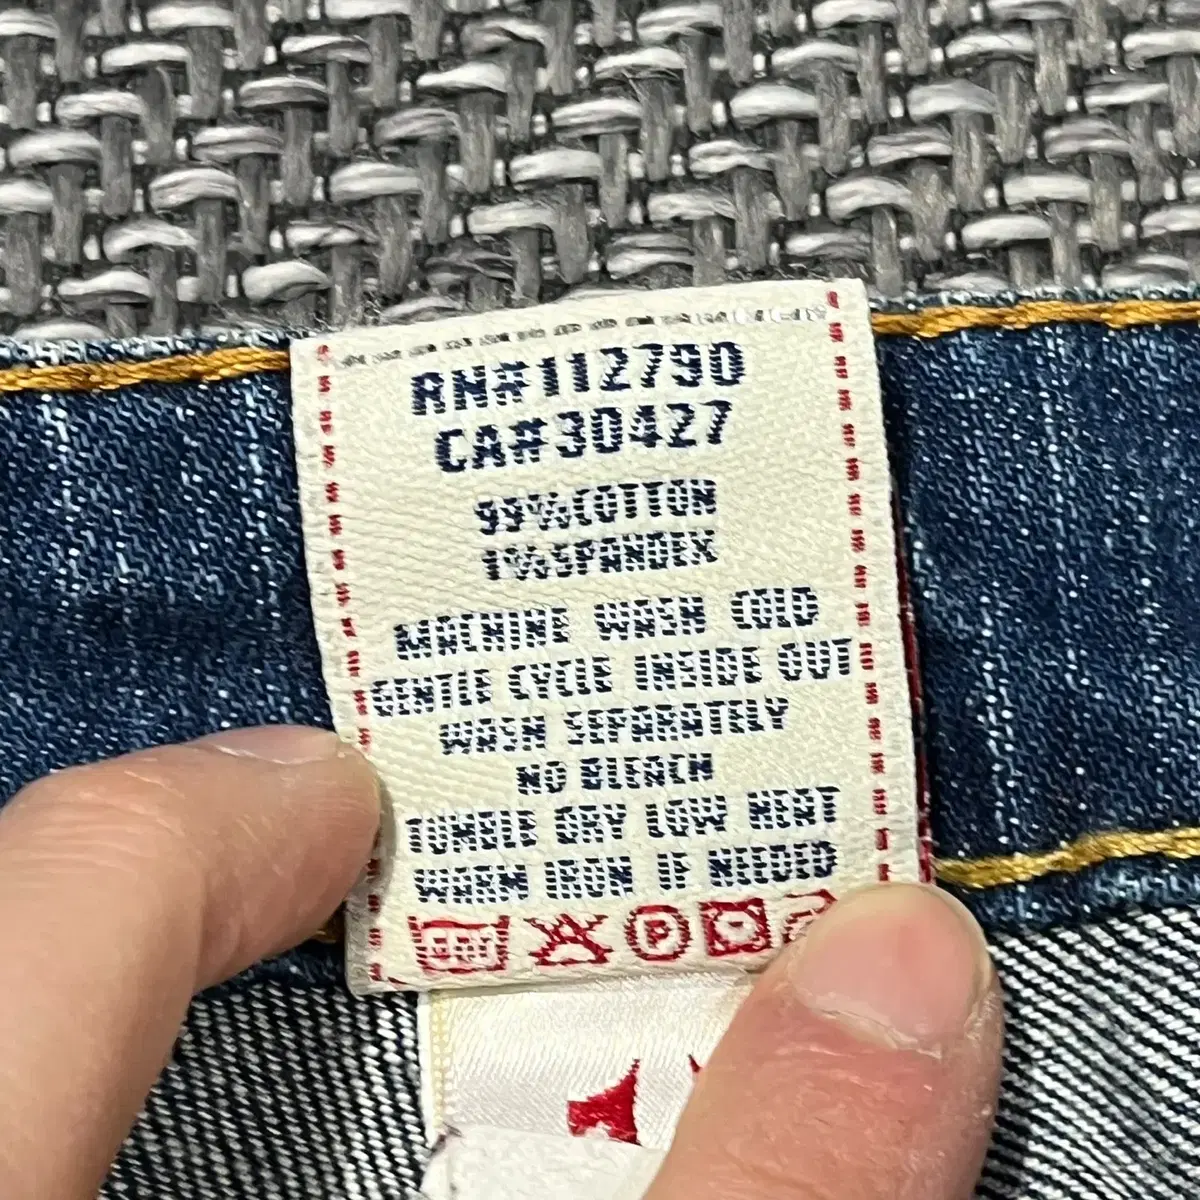 RN#112790
CA#30427
99%COTTON
1%SPANDEX
MACHINE WASH COLD
GENTLE CYCLE INSIDE OUT
WASH SEPARATELY
NO BLEACH
TUMBLE DRY LOW HEAT
WARM IRON IF NEEDED
P